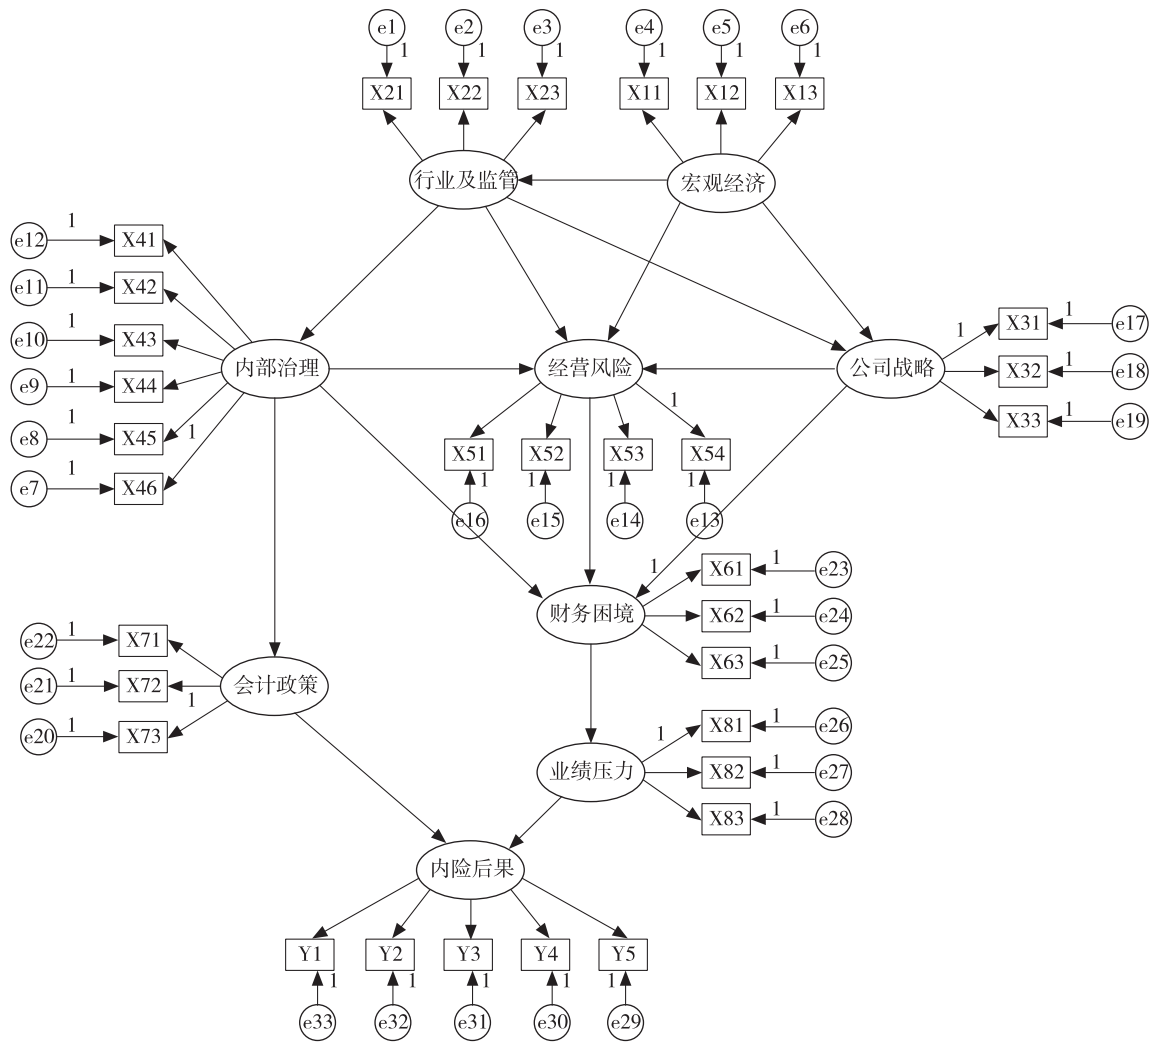 e1 e2 e3 e4 e5 e6
1 1 1 1 1 1
X21 X22 X23 X11 X12 X13
行业及监管 宏观经济
1
e12 X41
1
e11 X42
1
e10 X43
1
e9 X44
1
e8 X45
1
1
e7 X46
内部治理 经营风险 公司战略
1
1
X31 e17
1
X32 e18
1
X33 e19
1
X51 X52 X53 X54
1 1 1 1
e16 e15 e14 e13
1
1
X61 e23
财务困境
1
X62 e24
1
X63 e25
1
e22 X71
1
e21 X72
会计政策
1
1
e20 X73
1
1
X81 e26
业绩压力
1
X82 e27
1
X83 e28
内险后果
Y1 Y2 Y3 Y4 Y5
1 1 1 1 1
e33 e32 e31 e30 e29